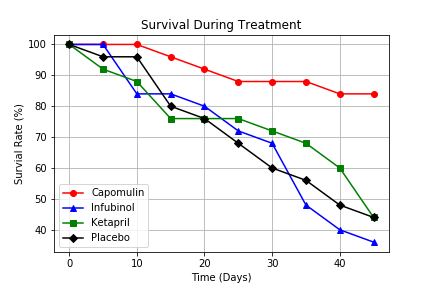 Survival During Treatment
Survival Rate (%)
100
90
80
70
60
50
40
Capomulin
Infubinol
Ketapril
Placebo
0
10
20
30
40
Time (Days)